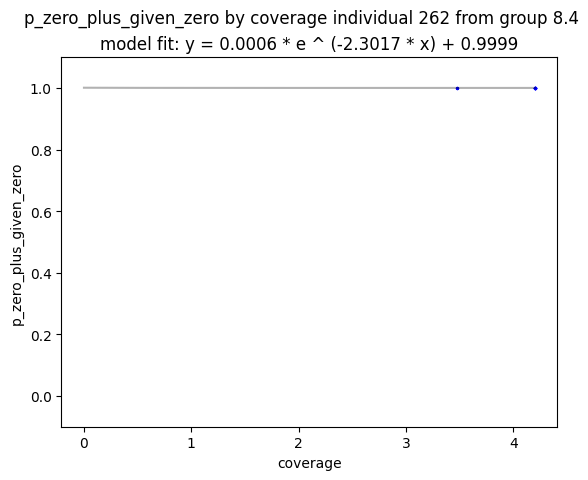 p_zero_plus_given_zero by coverage individual 262 from group 8.4
model fit: y = 0.0006 * e ^ (-2.3017 * x) + 0.9999
1.0
0.8
0.6
0.4
0.2
0.0
p_zero_plus_given_zero
0 1 2 3 4
coverage